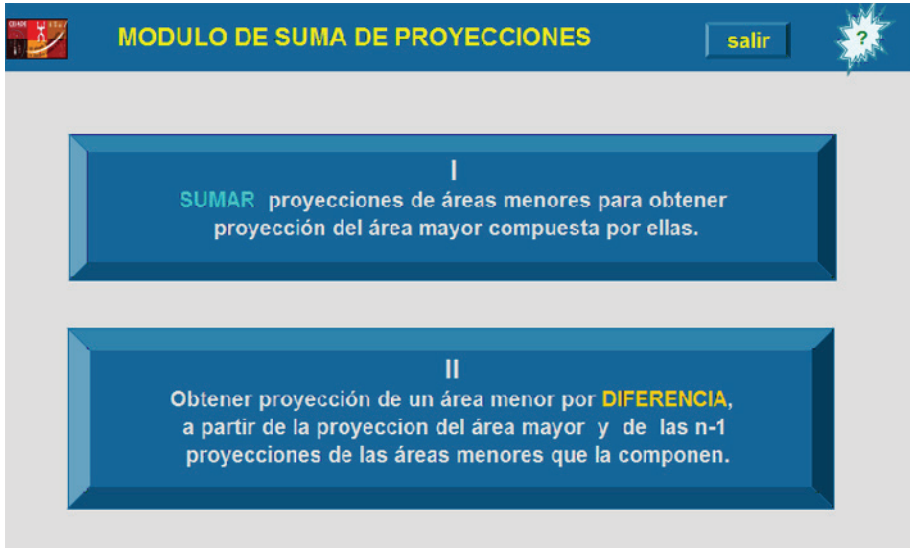 MODULO DE SUMA DE PROYECCIONES
salir
?
I
SUMAR proyecciones de áreas menores para obtener
proyección del área mayor compuesta por ellas.
II
Obtener proyección de un área menor por DIFERENCIA,
a partir de la proyeccion del área mayor y de las n-1
proyecciones de las áreas menores que la componen.